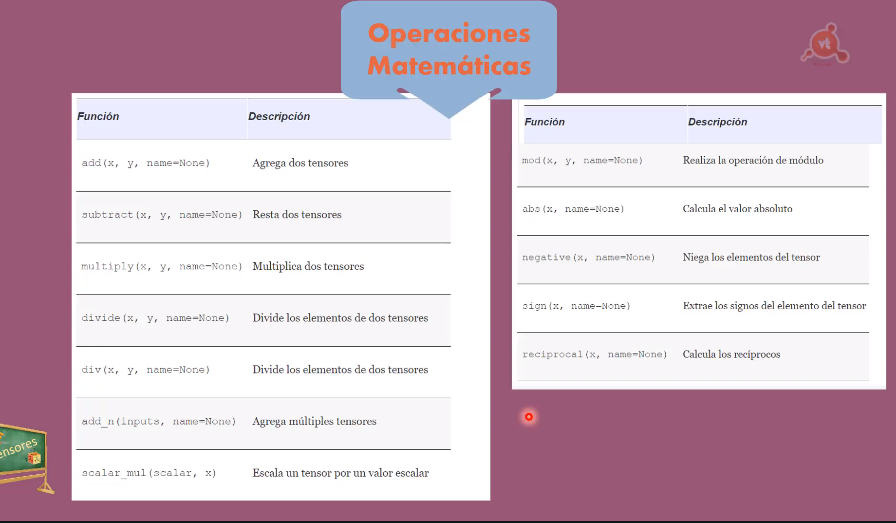 Operaciones
Matemáticas
vt
Función Descripción
add(x, y, name=None) Agrega dos tensores
subtract(x, y, name=None) Resta dos tensores
multiply(x, y, name=None) Multiplica dos tensores
divide(x, y, name=None) Divide los elementos de dos tensores
div(x, y, name=None) Divide los elementos de dos tensores
add_n(inputs, name=None) Agrega múltiples tensores
scalar_mul(scalar, x) Escala un tensor por un valor escalar
Función Descripción
mod(x, y, name=None) Realiza la operación de módulo
abs(x, name=None) Calcula el valor absoluto
negative(x, name=None) Niega los elementos del tensor
sign(x, name=None) Extrae los signos del elemento del tensor
reciprocal(x, name=None) Calcula los recíprocos
ensores